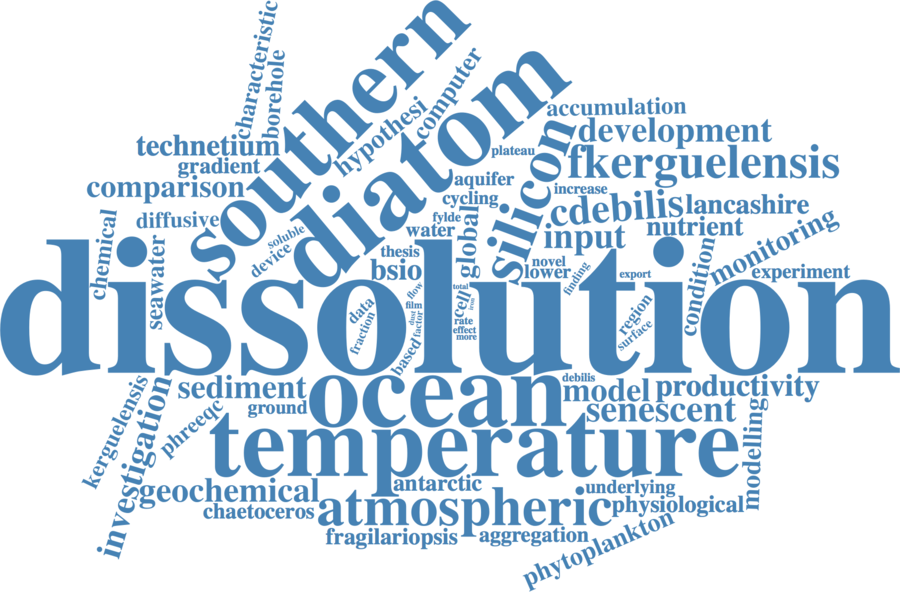 characteristic
borehole
southern
computer
hypothesi
diatom
accumulation
technetium
development
plateau
silicon
fkerguelensis
gradient
comparison
aquifer
increase
cycling
cdebilis
lancashire
diffusive
fylde
water
global
input
nutrient
monitoring
chemical
seawater
soluble
device
thesis
bsio
novel
lower
finding
export
condition
experiment
dissolution
total
cell
iron
flow
film
data
fraction
dust
factor
rate
effect
more
based
region
surface
kerguelensis
investigation
sediment
ground
phreeqc
ocean
debilis
model
productivity
senescent
temperature
modelling
geochemical
antarctic
underlying
chaetoceros
atmospheric
physiological
fragilariopsis
aggregation
phytoplankton